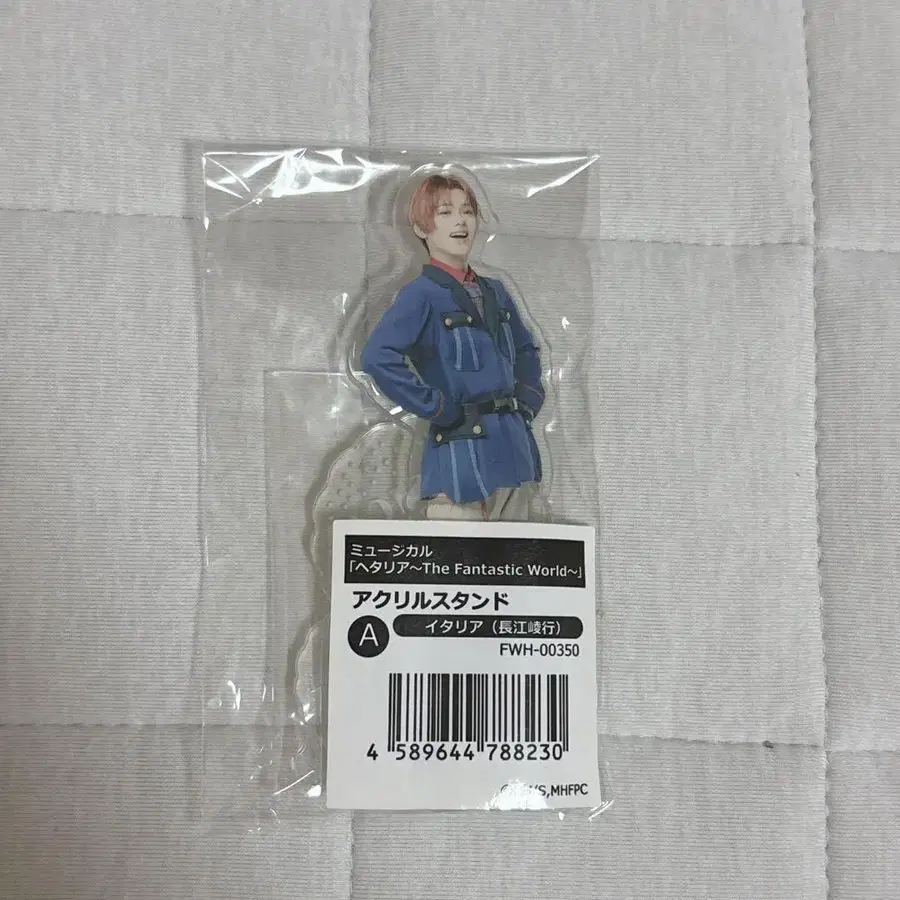 ミュージカル
「ヘタリア〜The Fantastic World〜」
アクリルスタンド
A
イタリア（長江崚行）
FWH-00350
4 589644 788230
MHFPC